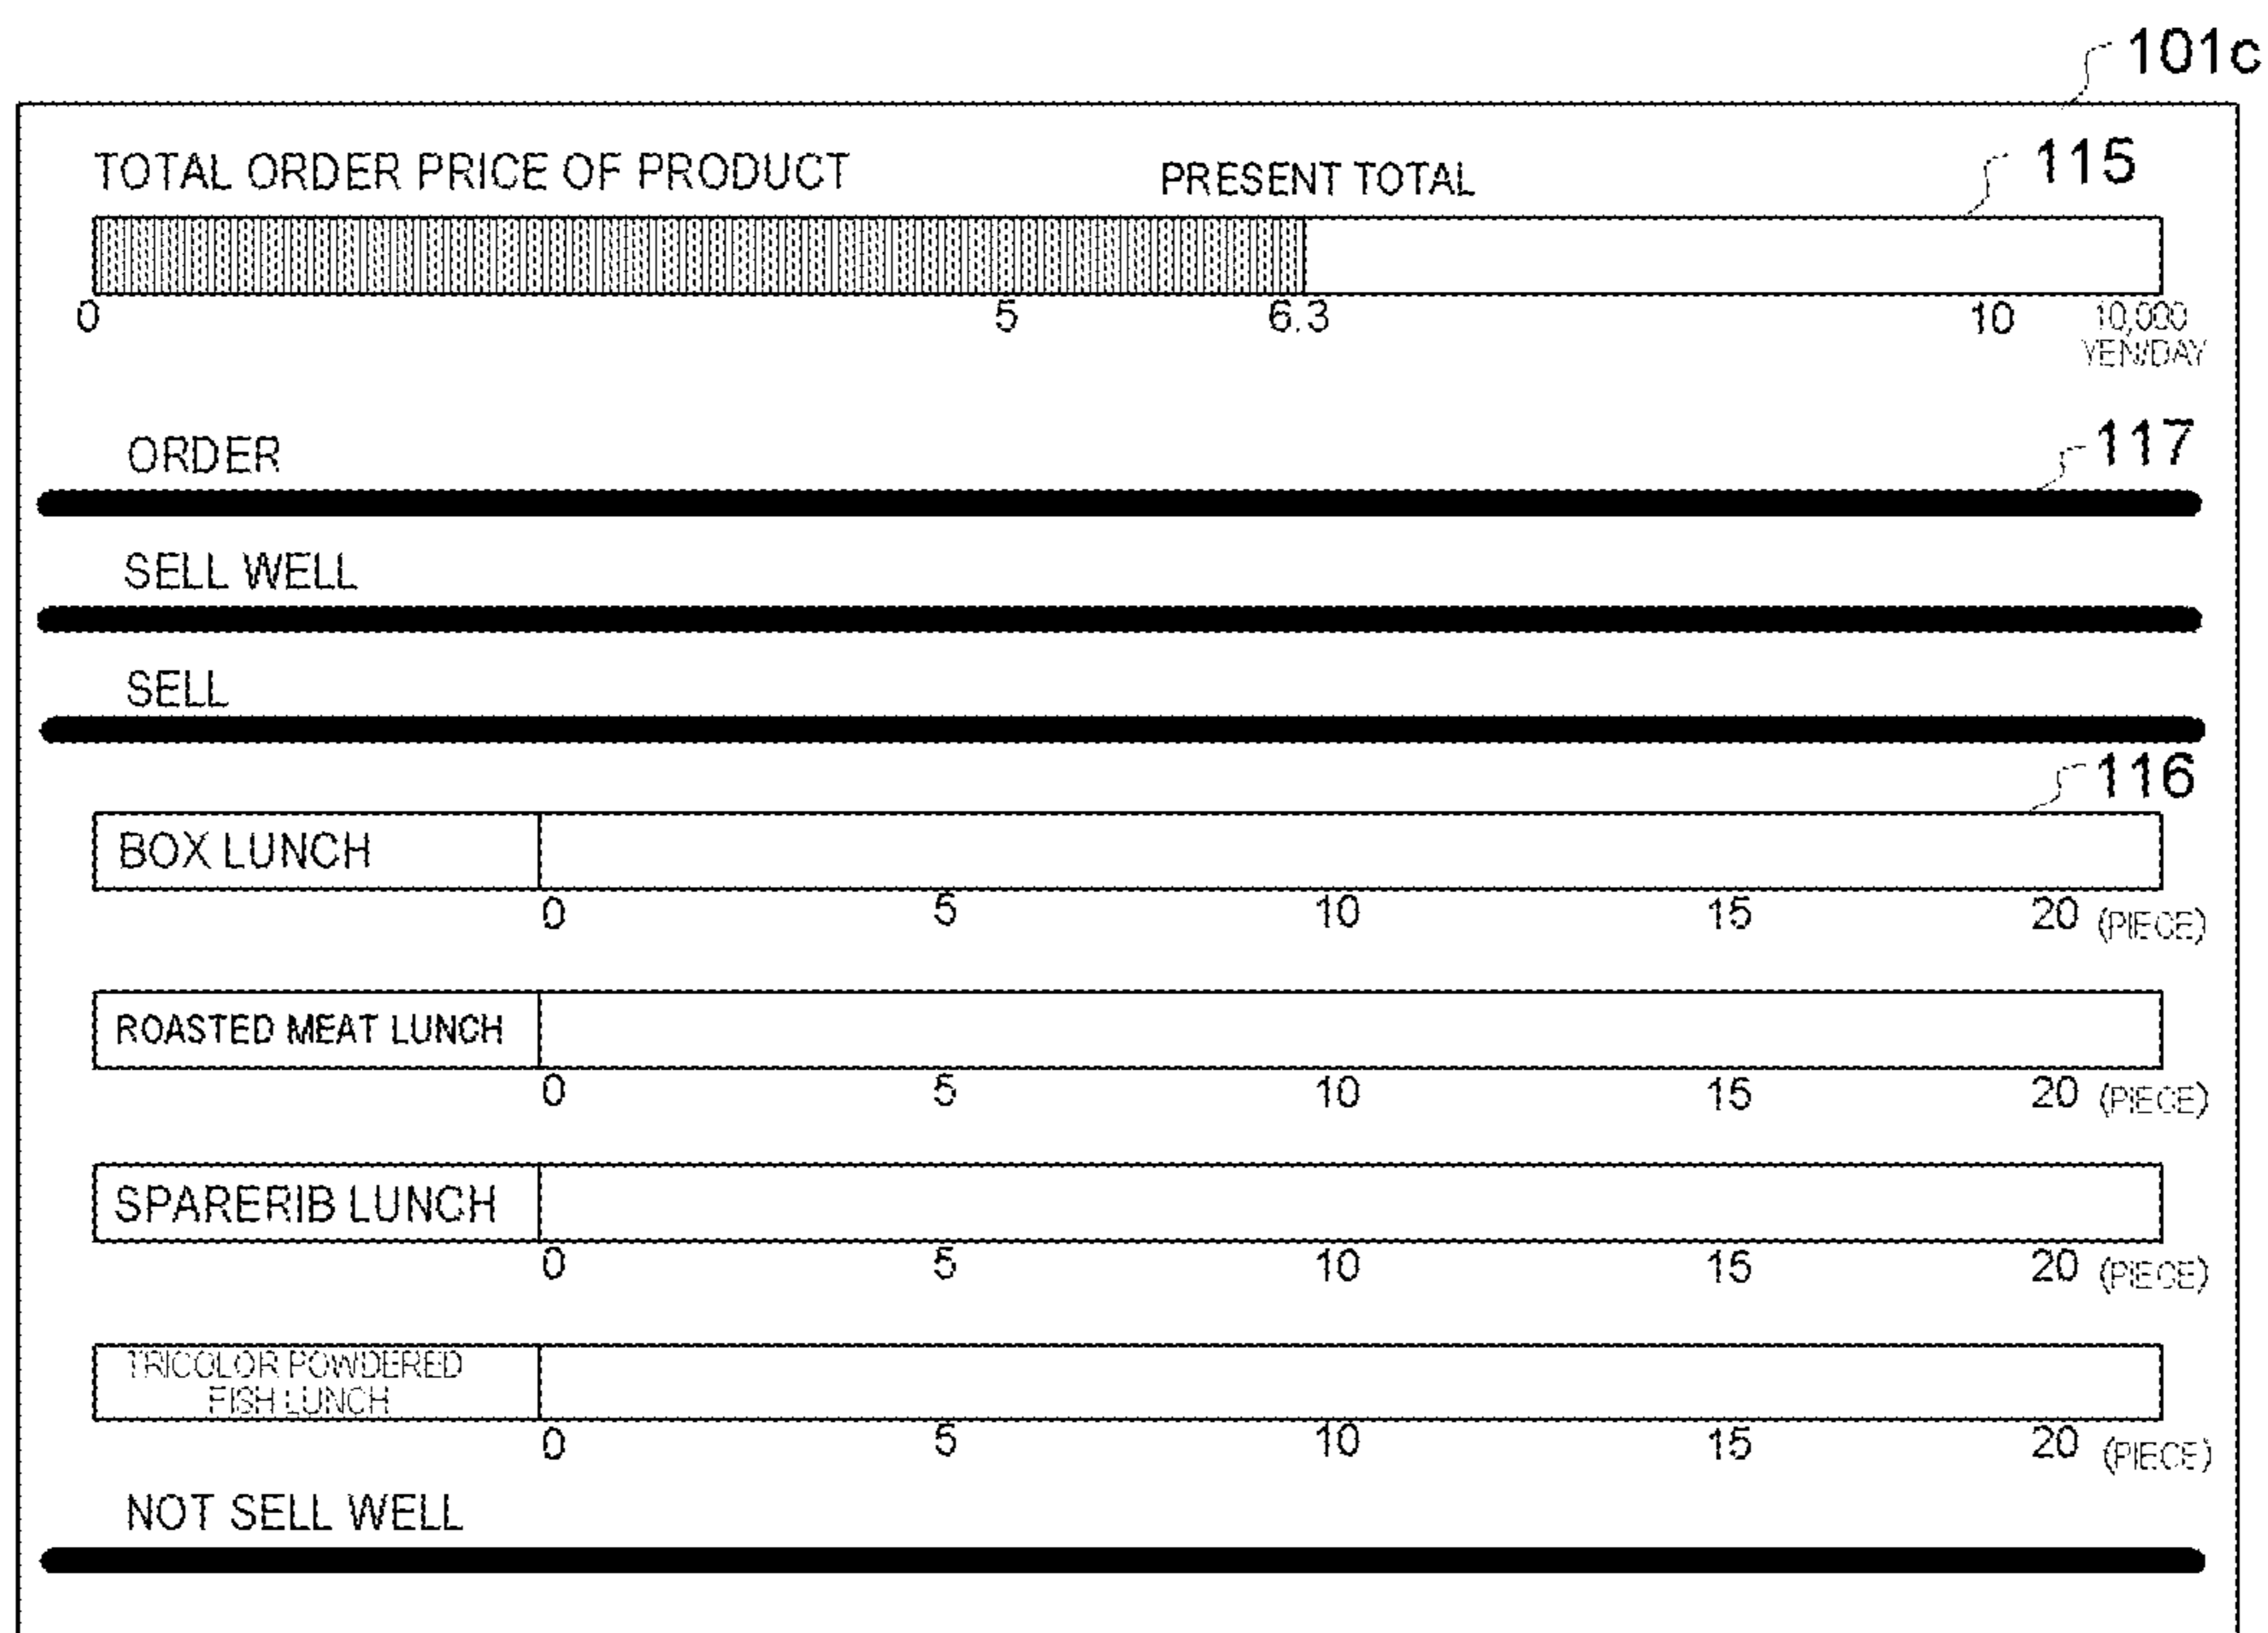 101c
TOTAL ORDER PRICE OF PRODUCT
PRESENT TOTAL
115
0 5 6.3 10 10,000
YEN/DAY
ORDER
117
SELL WELL
SELL
116
BOX LUNCH
0 5 10 15 20 (PIECE)
ROASTED MEAT LUNCH
0 5 10 15 20 (PIECE)
SPARERIB LUNCH
0 5 10 15 20 (PIECE)
TRICOLOR POWDERED
FISH LUNCH
0 5 10 15 20 (PIECE)
NOT SELL WELL